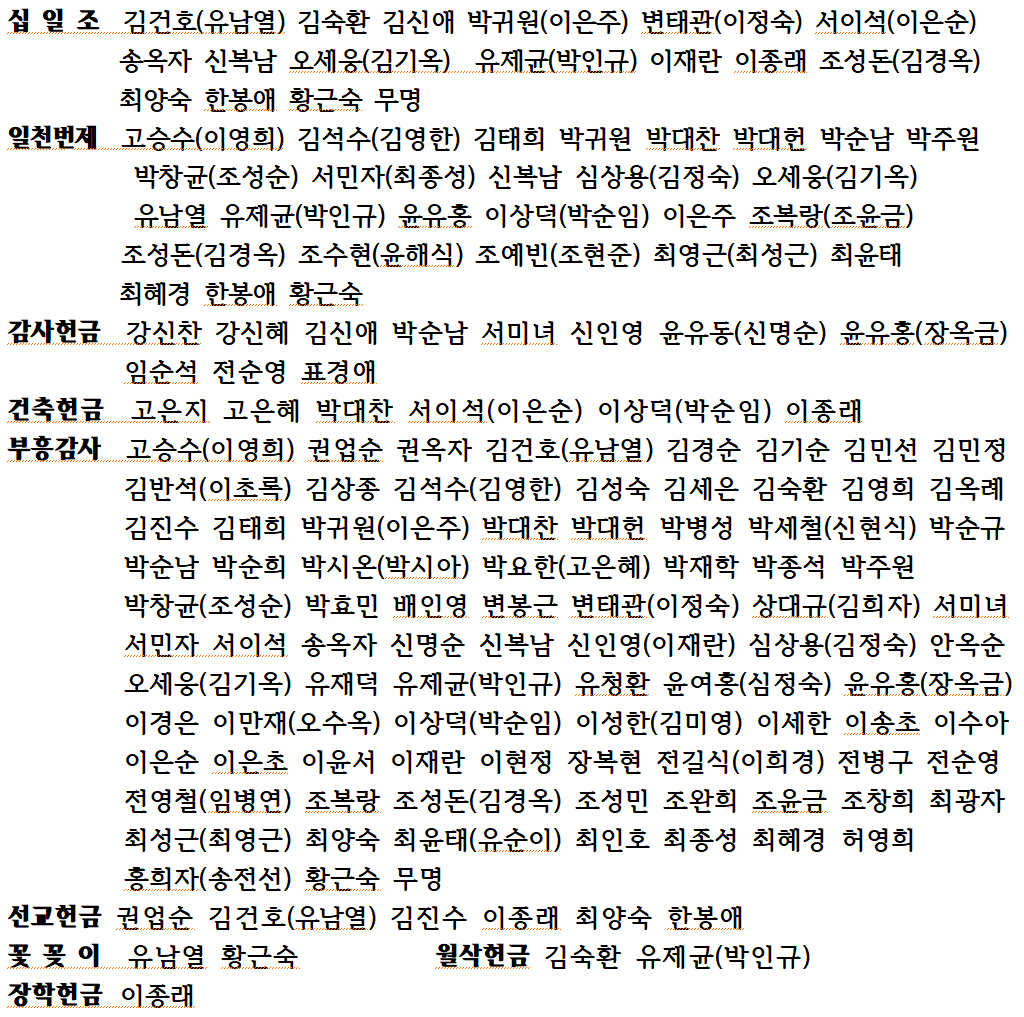 십 일 조 김건호(유남열) 김숙환 김신애 박귀원(이은주) 변태관(이정숙) 서이석(이은순)
송옥자 신복남 오세웅(김기옥) 유제균(박인규) 이재란 이종래 조성돈(김경옥)
최양숙 한봉애 황근숙 무명
일천번제 고승수(이영희) 김석수(김영한) 김태희 박귀원 박대찬 박대헌 박순남 박주원
박창균(조성순) 서민자(최종성) 신복남 심상용(김정숙) 오세웅(김기옥)
유남열 유제균(박인규) 윤유홍 이상덕(박순임) 이은주 조복랑(조윤금)
조성돈(김경옥) 조수현(윤해식) 조예빈(조현준) 최영근(최성근) 최윤태
최혜경 한봉애 황근숙
감사헌금 강신찬 강신혜 김신애 박순남 서미녀 신인영 윤유동(신명순) 윤유홍(장옥금)
임순석 전순영 표경애
건축헌금 고은지 고은혜 박대찬 서이석(이은순) 이상덕(박순임) 이종래
부흥감사 고승수(이영희) 권업순 권옥자 김건호(유남열) 김경순 김기순 김민선 김민정
김반석(이초록) 김상종 김석수(김영한) 김성숙 김세은 김숙환 김영희 김옥례
김진수 김태희 박귀원(이은주) 박대찬 박대헌 박병성 박세철(신현식) 박순규
박순남 박순희 박시온(박시아) 박요한(고은혜) 박재학 박종석 박주원
박창균(조성순) 박효민 배인영 변봉근 변태관(이정숙) 상대규(김희자) 서미녀
서민자 서이석 송옥자 신명순 신복남 신인영(이재란) 심상용(김정숙) 안옥순
오세웅(김기옥) 유재덕 유제균(박인규) 유청환 윤여홍(심정숙) 윤유홍(장옥금)
이경은 이만재(오수옥) 이상덕(박순임) 이성한(김미영) 이세한 이송초 이수아
이은순 이은초 이윤서 이재란 이현정 장복현 전길식(이희경) 전병구 전순영
전영철(임병연) 조복랑 조성돈(김경옥) 조성민 조완희 조윤금 조창희 최광자
최성근(최영근) 최양숙 최윤태(유순이) 최인호 최종성 최혜경 허영희
홍희자(송전선) 황근숙 무명
선교헌금 권업순 김건호(유남열) 김진수 이종래 최양숙 한봉애
꽃 꽃 이 유남열 황근숙 월삭헌금 김숙환 유제균(박인규)
장학헌금 이종래